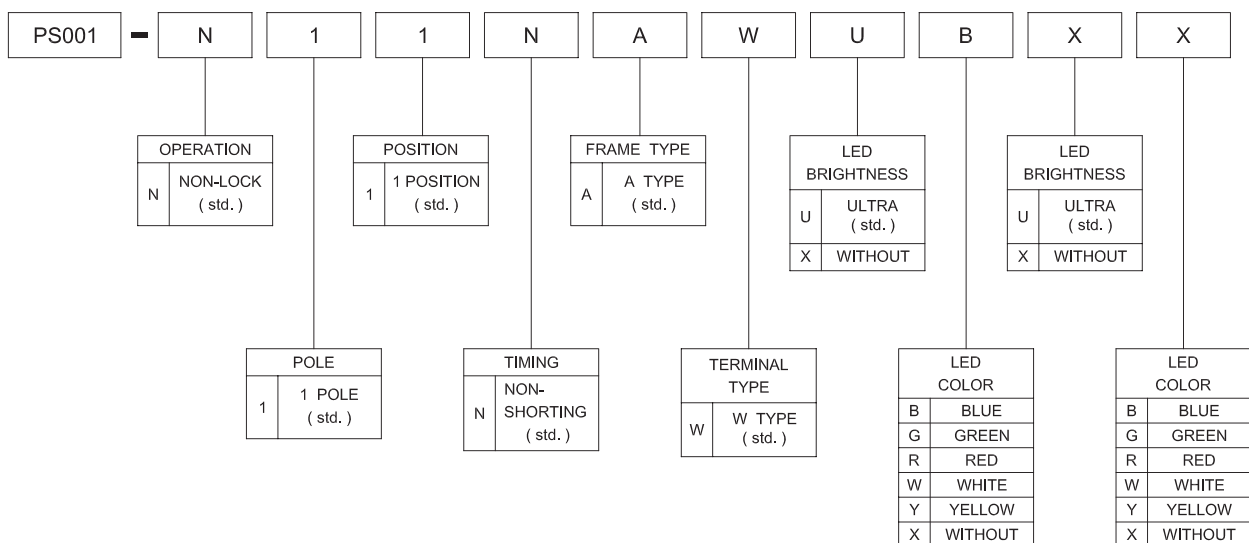 PS001 - N 1 1 N A W U B X X
OPERATION
N NON-LOCK
( std. )
POSITION
1 1 POSITION
( std. )
FRAME TYPE
A A TYPE
( std. )
LED
BRIGHTNESS
U ULTRA
( std. )
X WITHOUT
LED
BRIGHTNESS
U ULTRA
( std. )
X WITHOUT
POLE
1 1 POLE
( std. )
TIMING
N NON-
SHORTING
( std. )
TERMINAL
TYPE
W W TYPE
( std. )
LED
COLOR
B BLUE
G GREEN
R RED
W WHITE
Y YELLOW
X WITHOUT
LED
COLOR
B BLUE
G GREEN
R RED
W WHITE
Y YELLOW
X WITHOUT